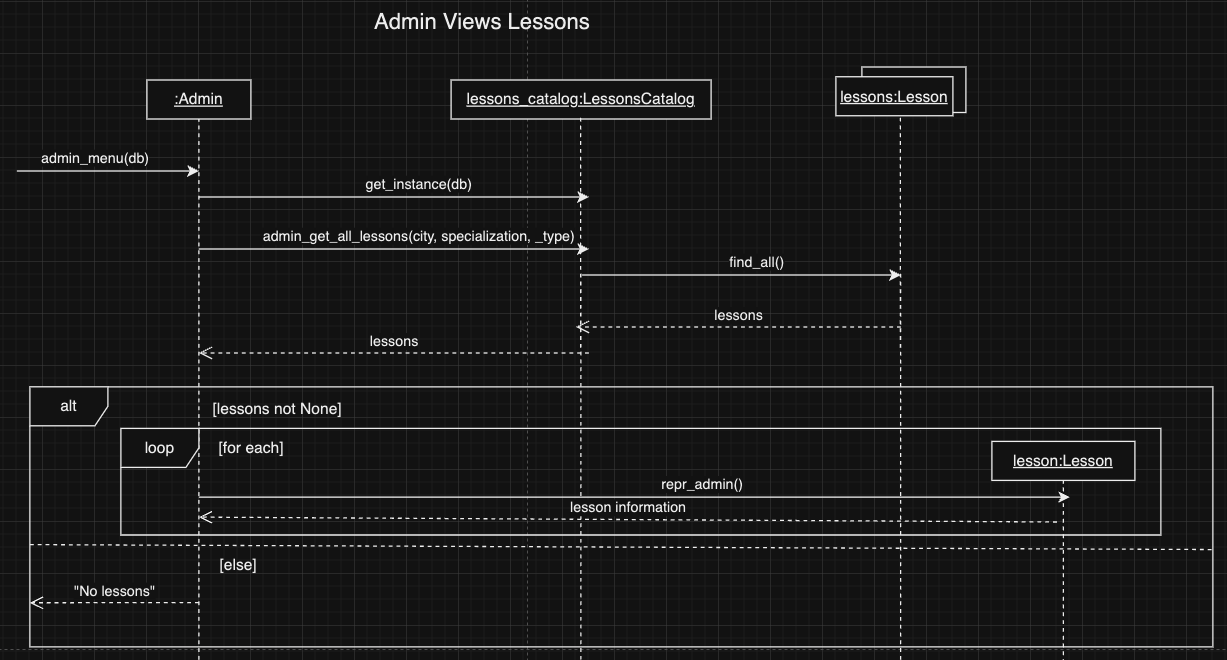 Admin Views Lessons
:Admin
lessons_catalog:LessonsCatalog
lessons:Lesson
admin_menu(db)
get_instance(db)
admin_get_all_lessons(city, specialization, _type)
find_all()
lessons
lessons
alt
[lessons not None]
loop
[for each]
lesson:Lesson
repr_admin()
lesson information
[else]
"No lessons"